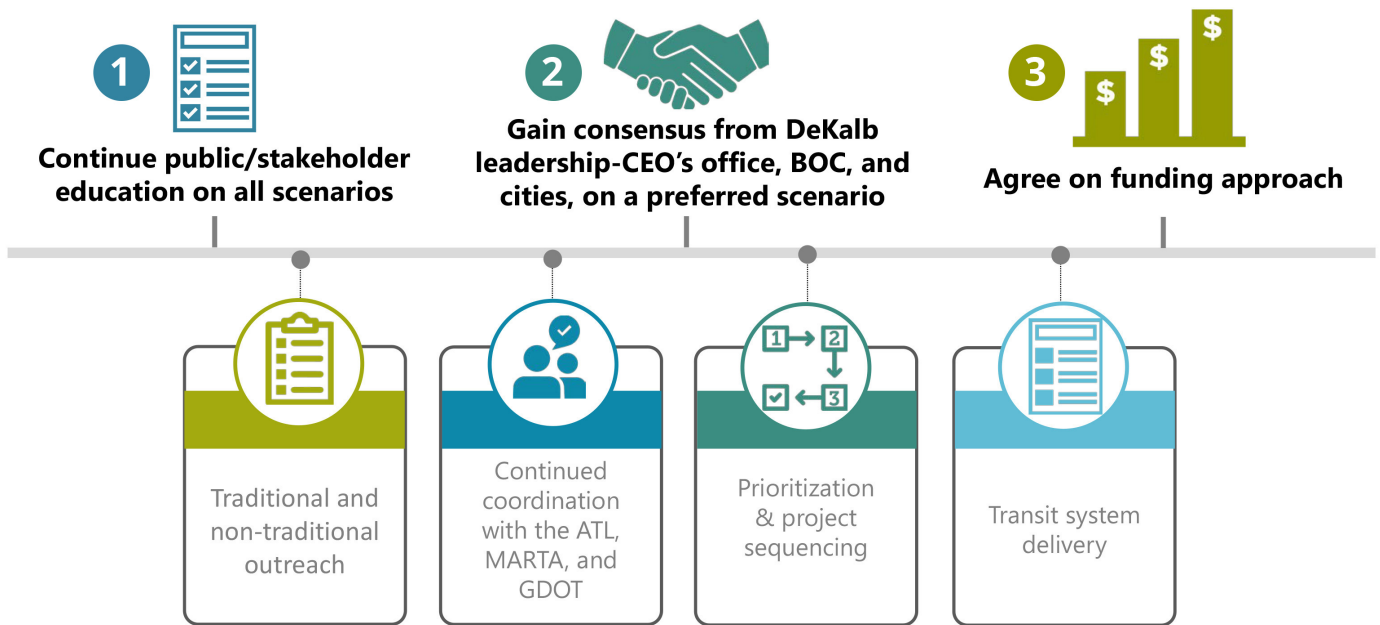 1
Continue public/stakeholder
education on all scenarios
2
Gain consensus from DeKalb
leadership-CEO's office, BOC, and
cities, on a preferred scenario
3
$ $ $
Agree on funding approach
Traditional and
non-traditional
outreach
Continued
coordination
with the ATL,
MARTA, and
GDOT
1 2
3
Prioritization
& project
sequencing
Transit system
delivery